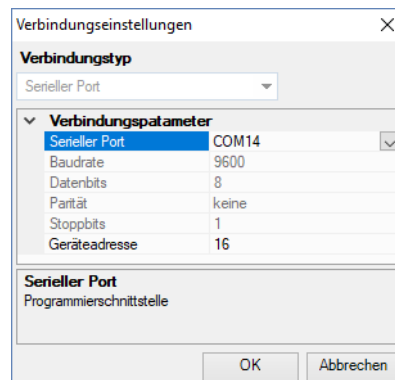 Verbindungseinstellungen
Verbindungstyp
Serieller Port
Verbindungspatameter
Serieller Port COM14
Baudrate 9600
Datenbits 8
Parität keine
Stoppbits 1
Geräteadresse 16
Serieller Port
Programmierschnittstelle
OK Abbrechen